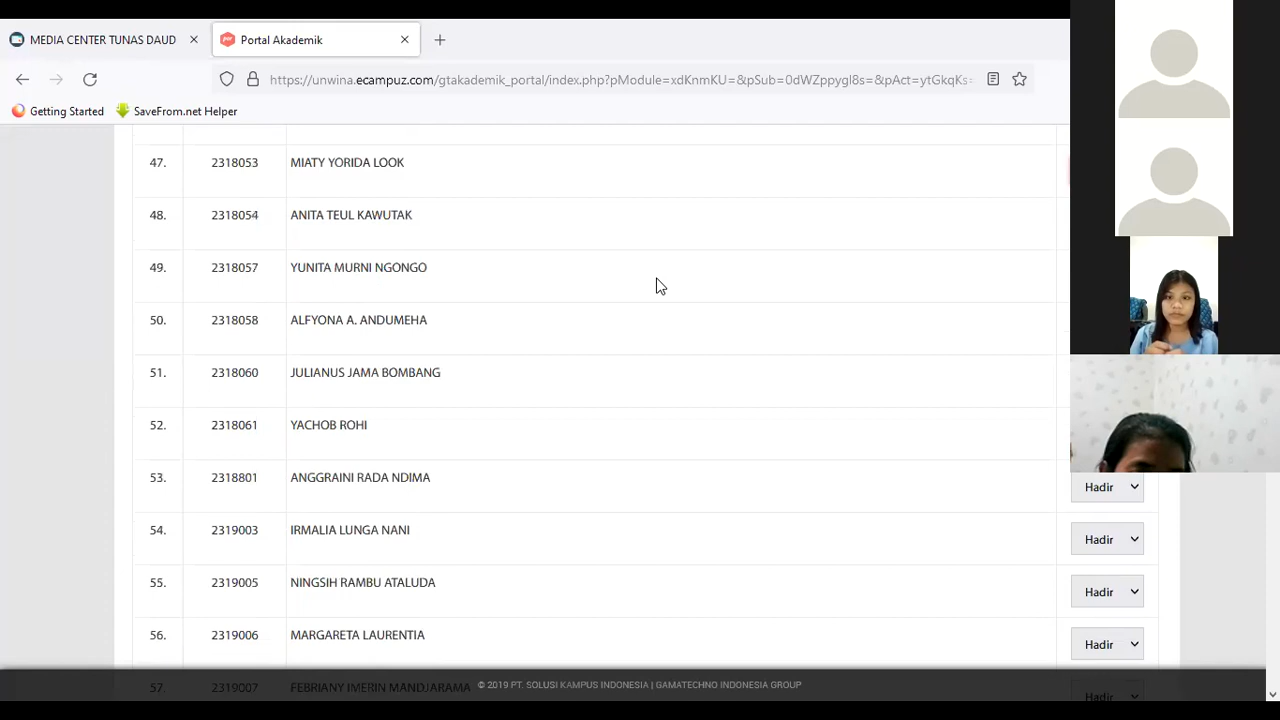 MEDIA CENTER TUNAS DAUD
Portal Akademik
https://unwina.ecampuz.com/gtakademik_portal/index.php?pModule=xdKnmKU=&pSub=0dWZppygl8s=&pAct=ytGkqKs=
Getting Started
SaveFrom.net Helper
47. 2318053 MIATY YORIDA LOOK
48. 2318054 ANITA TEUL KAWUTAK
49. 2318057 YUNITA MURNI NGONGO
50. 2318058 ALFYONA A. ANDUMEHA
51. 2318060 JULIANUS JAMA BOMBANG
52. 2318061 YACHOB ROHI
53. 2318801 ANGGRAINI RADA NDIMA Hadir
54. 2319003 IRMALIA LUNGA NANI Hadir
55. 2319005 NINGSIH RAMBU ATALUDA Hadir
56. 2319006 MARGARETA LAURENTIA Hadir
57. 2319007 FEBRIANY IMERIN MANDJARAMA Hadir
© 2019 PT. SOLUSI KAMPUS INDONESIA | GAMATECHNO INDONESIA GROUP